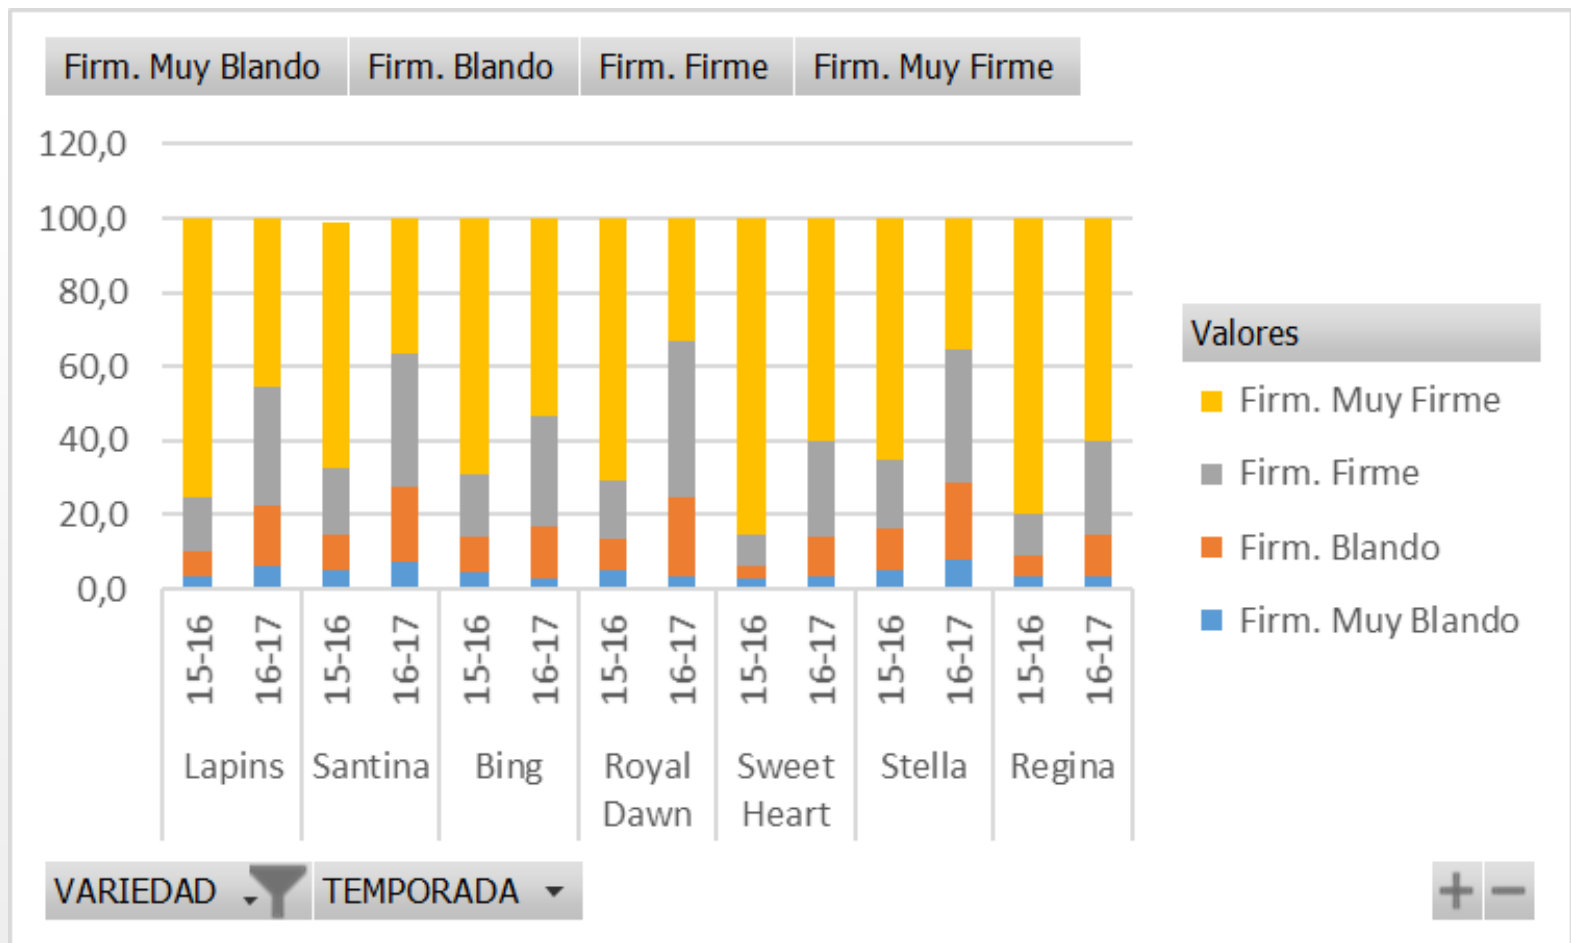 Firm. Muy Blando Firm. Blando Firm. Firme Firm. Muy Firme
120,0
100,0
80,0
60,0
40,0
20,0
0,0
15-16 16-17 15-16 16-17 15-16 16-17 15-16 16-17 15-16 16-17 15-16 16-17 15-16 16-17
Lapins Santina Bing Royal Dawn Sweet Heart Stella Regina
Valores
Firm. Muy Firme
Firm. Firme
Firm. Blando
Firm. Muy Blando
VARIEDAD TEMPORADA